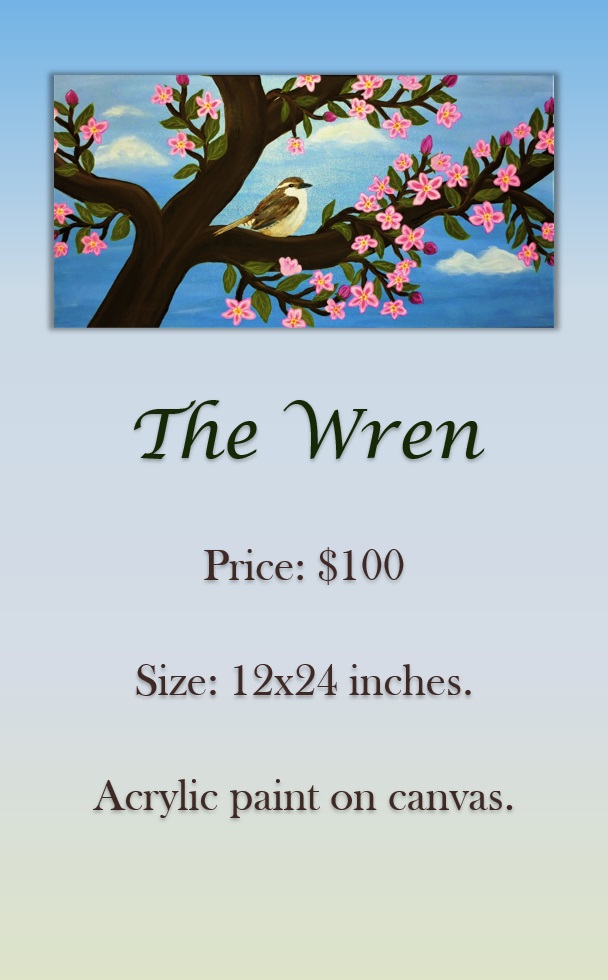 The Wren
Price: $100
Size: 12x24 inches.
Acrylic paint on canvas.